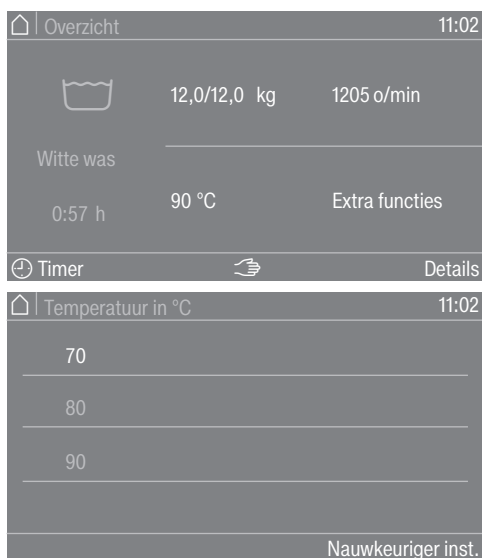 Overzicht 11:02
12,0/12,0 kg 1205 o/min
Witte was
90 °C Extra functies
0:57 h
Timer Details
Temperatuur in °C 11:02
70
80
90
Nauwkeuriger inst.